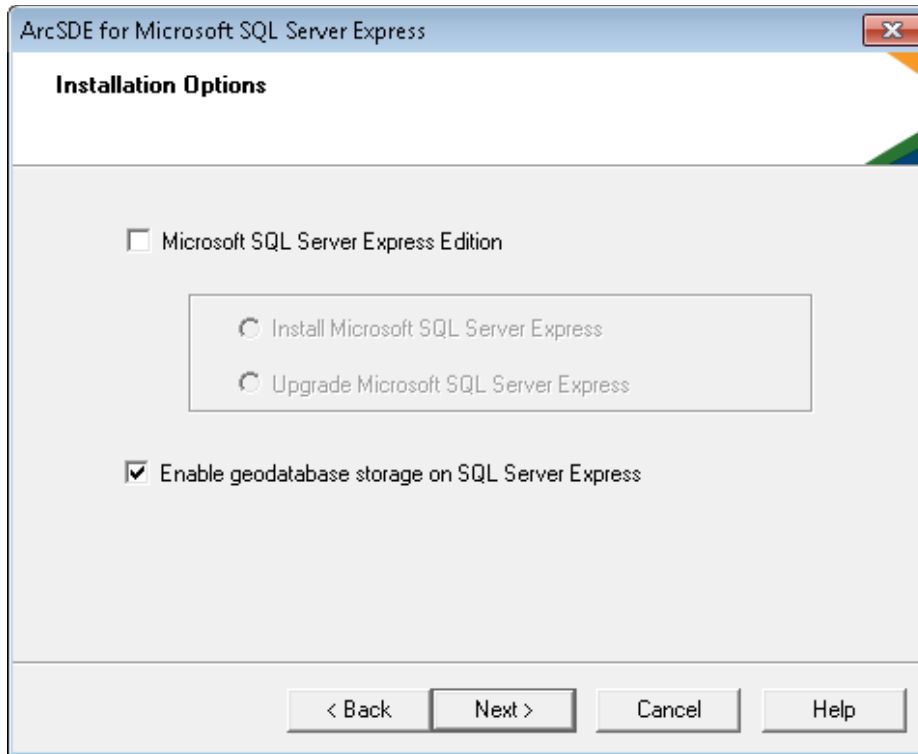 ArcSDE for Microsoft SQL Server Express
Installation Options
Microsoft SQL Server Express Edition
Install Microsoft SQL Server Express
Upgrade Microsoft SQL Server Express
Enable geodatabase storage on SQL Server Express
< Back Next > Cancel Help